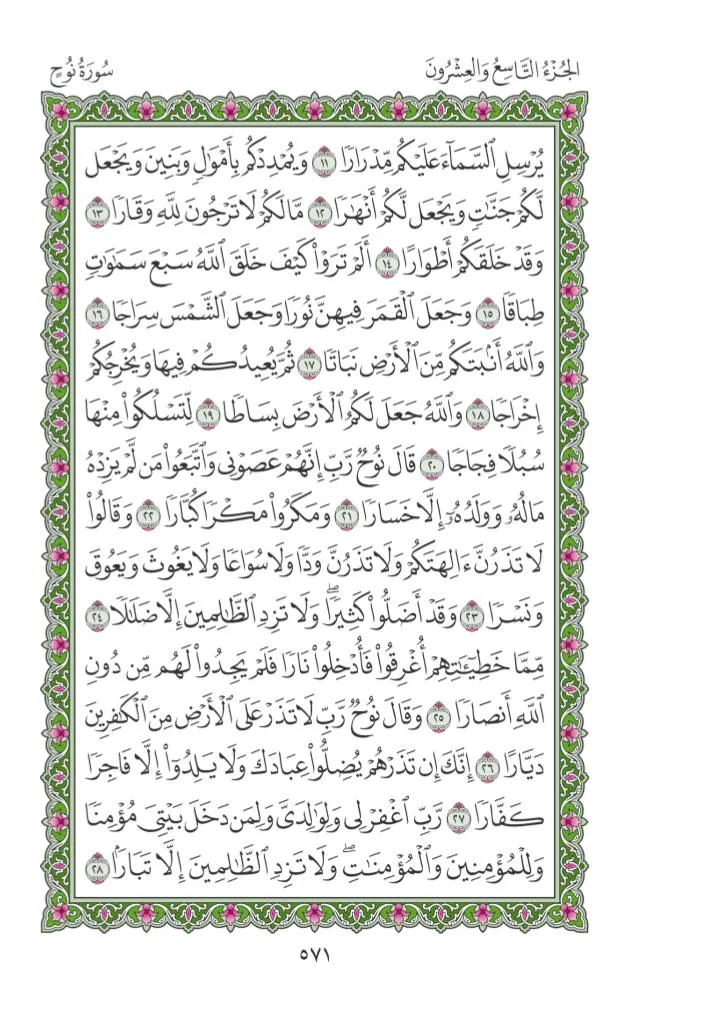 الجُزْءُ التَّاسِعُ وَالعِشْرُونَ
سُورَةُ نُوحٍ
يُرْسِلِ ٱلسَّمَآءَ عَلَيْكُم مِّدْرَارًا ١١ وَيُمْدِدْكُم بِأَمْوَٰلٍ وَبَنِينَ وَيَجْعَل
لَّكُمْ جَنَّٰتٍ وَيَجْعَل لَّكُمْ أَنْهَٰرًا ١٢ مَّا لَكُمْ لَا تَرْجُونَ لِلَّهِ وَقَارًا ١٣
وَقَدْ خَلَقَكُمْ أَطْوَارًا ١٤ أَلَمْ تَرَوْا۟ كَيْفَ خَلَقَ ٱللَّهُ سَبْعَ سَمَٰوَٰتٍ
طِبَاقًا ١٥ وَجَعَلَ ٱلْقَمَرَ فِيهِنَّ نُورًا وَجَعَلَ ٱلشَّمْسَ سِرَاجًا ١٦
وَٱللَّهُ أَنۢبَتَكُم مِّنَ ٱلْأَرْضِ نَبَاتًا ١٧ ثُمَّ يُعِيدُكُمْ فِيهَا وَيُخْرِجُكُمْ
إِخْرَاجًا ١٨ وَٱللَّهُ جَعَلَ لَكُمُ ٱلْأَرْضَ بِسَاطًا ١٩ لِّتَسْلُكُوا۟ مِنْهَا
سُبُلًا فِجَاجًا ٢٠ قَالَ نُوحٌ رَّبِّ إِنَّهُمْ عَصَوْنِى وَٱتَّبَعُوا۟ مَن لَّمْ يَزِدْهُ
مَالُهُۥ وَوَلَدُهُۥٓ إِلَّا خَسَارًا ٢١ وَمَكَرُوا۟ مَكْرًا كُبَّارًا ٢٢ وَقَالُوا۟
لَا تَذَرُنَّ ءَالِهَتَكُمْ وَلَا تَذَرُنَّ وَدًّا وَلَا سُوَاعًا وَلَا يَغُوثَ وَيَعُوقَ
وَنَسْرًا ٢٣ وَقَدْ أَضَلُّوا۟ كَثِيرًا ۖ وَلَا تَزِدِ ٱلظَّٰلِمِينَ إِلَّا ضَلَٰلًا ٢٤
مِّمَّا خَطِيٓـَٰٔتِهِمْ أُغْرِقُوا۟ فَأُدْخِلُوا۟ نَارًا فَلَمْ يَجِدُوا۟ لَهُم مِّن دُونِ
ٱللَّهِ أَنصَارًا ٢٥ وَقَالَ نُوحٌ رَّبِّ لَا تَذَرْ عَلَى ٱلْأَرْضِ مِنَ ٱلْكَٰفِرِينَ
دَيَّارًا ٢٦ إِنَّكَ إِن تَذَرْهُمْ يُضِلُّوا۟ عِبَادَكَ وَلَا يَلِدُوٓا۟ إِلَّا فَاجِرًا
كَفَّارًا ٢٧ رَّبِّ ٱغْفِرْ لِى وَلِوَٰلِدَىَّ وَلِمَن دَخَلَ بَيْتِىَ مُؤْمِنًا
وَلِلْمُؤْمِنِينَ وَٱلْمُؤْمِنَٰتِ ۖ وَلَا تَزِدِ ٱلظَّٰلِمِينَ إِلَّا تَبَارًۢا ٢٨
٥٧١